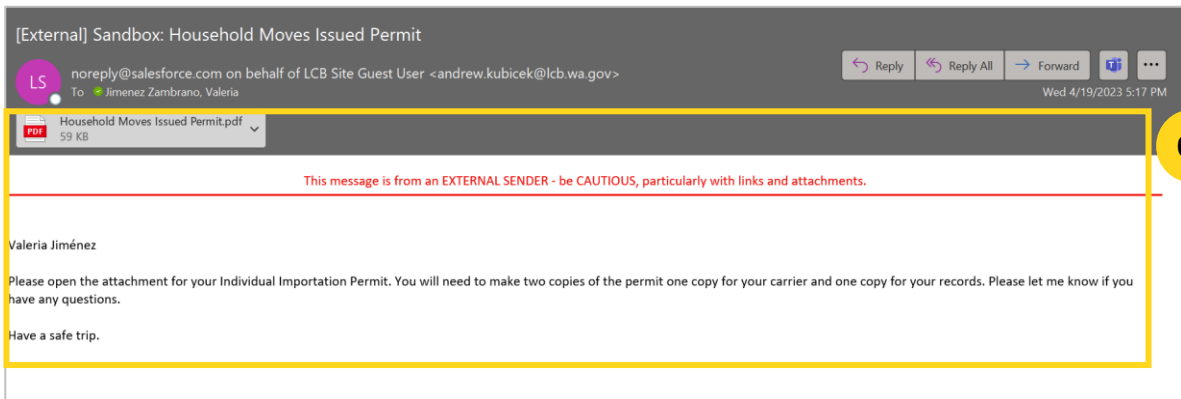 [External] Sandbox: Household Moves Issued Permit
LS
noreply@salesforce.com on behalf of LCB Site Guest User <andrew.kubicek@lcb.wa.gov>
To Jimenez Zambrano, Valeria
Reply
Reply All
Forward
Wed 4/19/2023 5:17 PM
PDF
Household Moves Issued Permit.pdf
59 KB
This message is from an EXTERNAL SENDER - be CAUTIOUS, particularly with links and attachments.
Valeria Jiménez
Please open the attachment for your Individual Importation Permit. You will need to make two copies of the permit one copy for your carrier and one copy for your records. Please let me know if you
have any questions.
Have a safe trip.